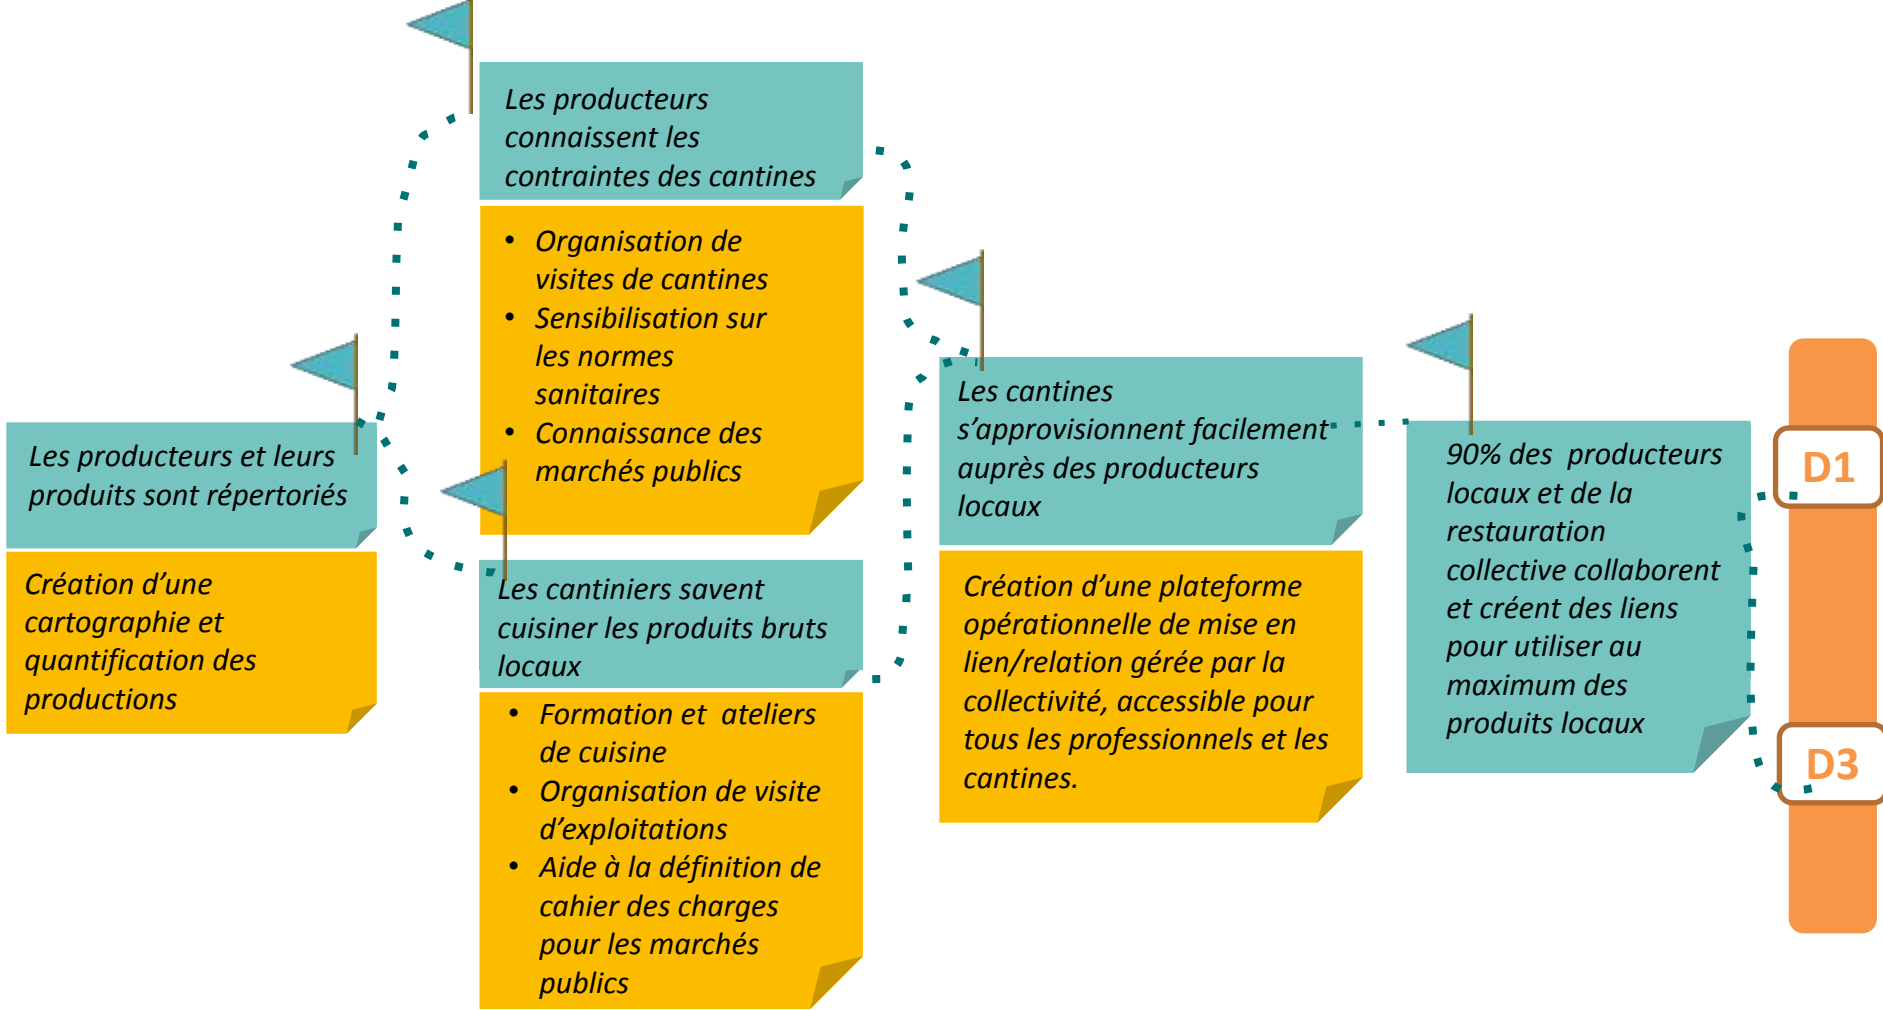 Les producteurs et leurs
produits sont répertoriés
Création d’une
cartographie et
quantification des
productions
Les producteurs
connaissent les
contraintes des cantines
• Organisation de
visites de cantines
• Sensibilisation sur
les normes
sanitaires
• Connaissance des
marchés publics
Les cantiniers savent
cuisiner les produits bruts
locaux
• Formation et ateliers
de cuisine
• Organisation de visite
d’exploitations
• Aide à la définition de
cahier des charges
pour les marchés
publics
Les cantines
s’approvisionnent facilement
auprès des producteurs
locaux
Création d’une plateforme
opérationnelle de mise en
lien/relation gérée par la
collectivité, accessible pour
tous les professionnels et les
cantines.
90% des producteurs
locaux et de la
restauration
collective collaborent
et créent des liens
pour utiliser au
maximum des
produits locaux
D1
D3